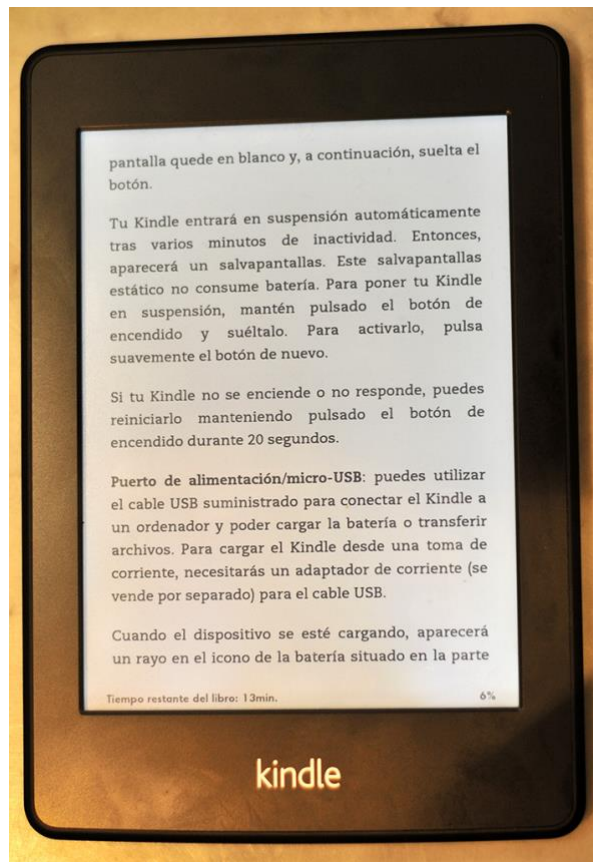 pantalla quede en blanco y, a continuación, suelta el
botón.
Tu Kindle entrará en suspensión automáticamente
tras varios minutos de inactividad. Entonces,
aparecerá un salvapantallas. Este salvapantallas
estático no consume batería. Para poner tu Kindle
en suspensión, mantén pulsado el botón de
encendido y suéltalo. Para activarlo, pulsa
suavemente el botón de nuevo.
Si tu Kindle no se enciende o no responde, puedes
reiniciarlo manteniendo pulsado el botón de
encendido durante 20 segundos.
Puerto de alimentación/micro-USB: puedes utilizar
el cable USB suministrado para conectar el Kindle a
un ordenador y poder cargar la batería o transferir
archivos. Para cargar el Kindle desde una toma de
corriente, necesitarás un adaptador de corriente (se
vende por separado) para el cable USB.
Cuando el dispositivo se esté cargando, aparecerá
un rayo en el icono de la batería situado en la parte
Tiempo restante del libro: 13min. 6%
kindle